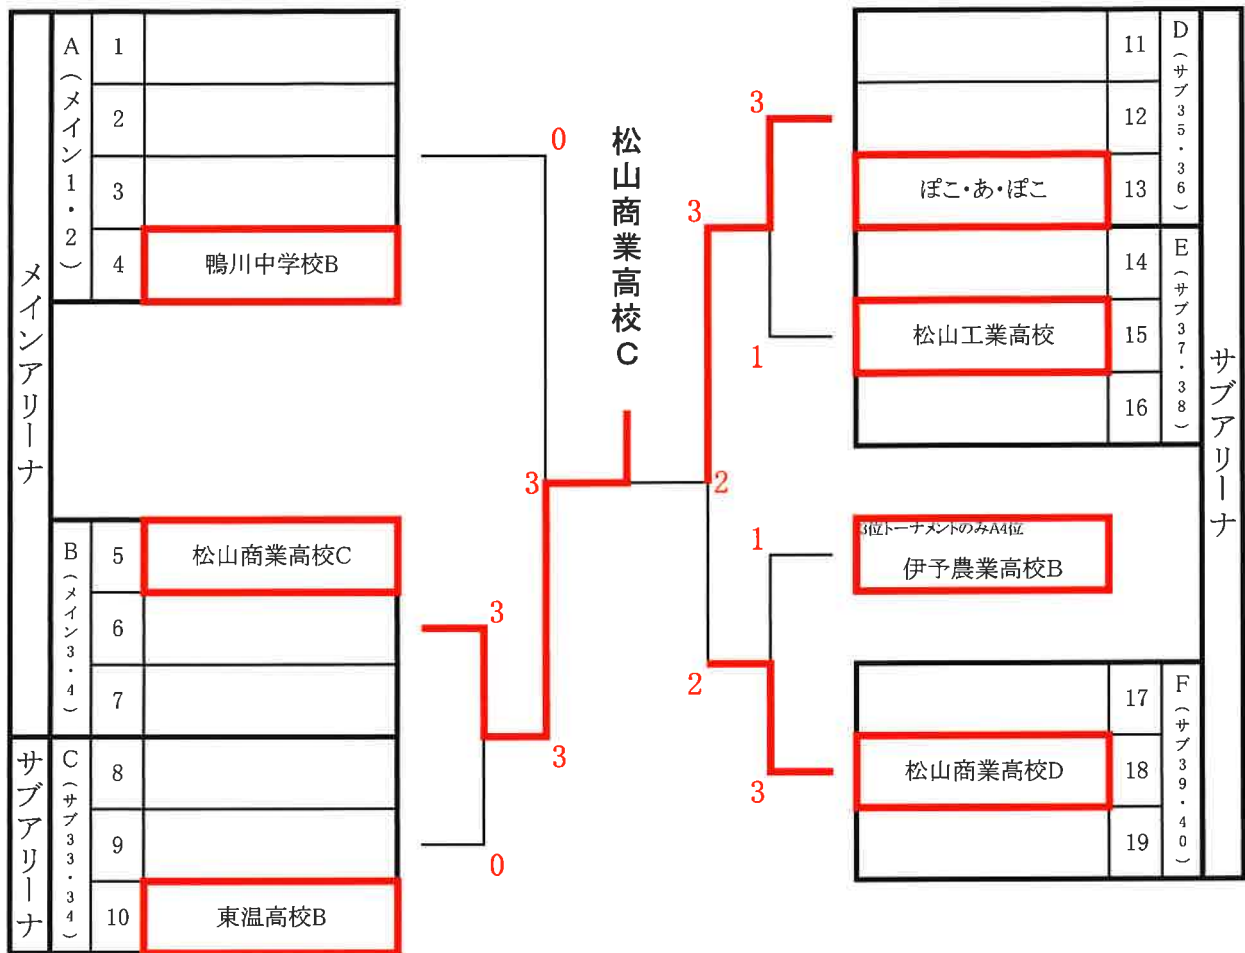 メインアリーナ
サブアリーナ
A（メイン1・2）
1
2
3
4 鴨川中学校B
B（メイン3・4）
5 松山商業高校C
6
7
C（サブ33・34）
8
9
10 東温高校B
0
3
3
3
0
松山商業高校C
3
3
1
2
1
2
3
11
12
ぽこ・あ・ぽこ 13
D（サブ35・36）
14
松山工業高校 15
16
E（サブ37・38）
3位トーナメントのみA4位
伊予農業高校B
17
松山商業高校D 18
19
F（サブ39・40）
サブアリーナ